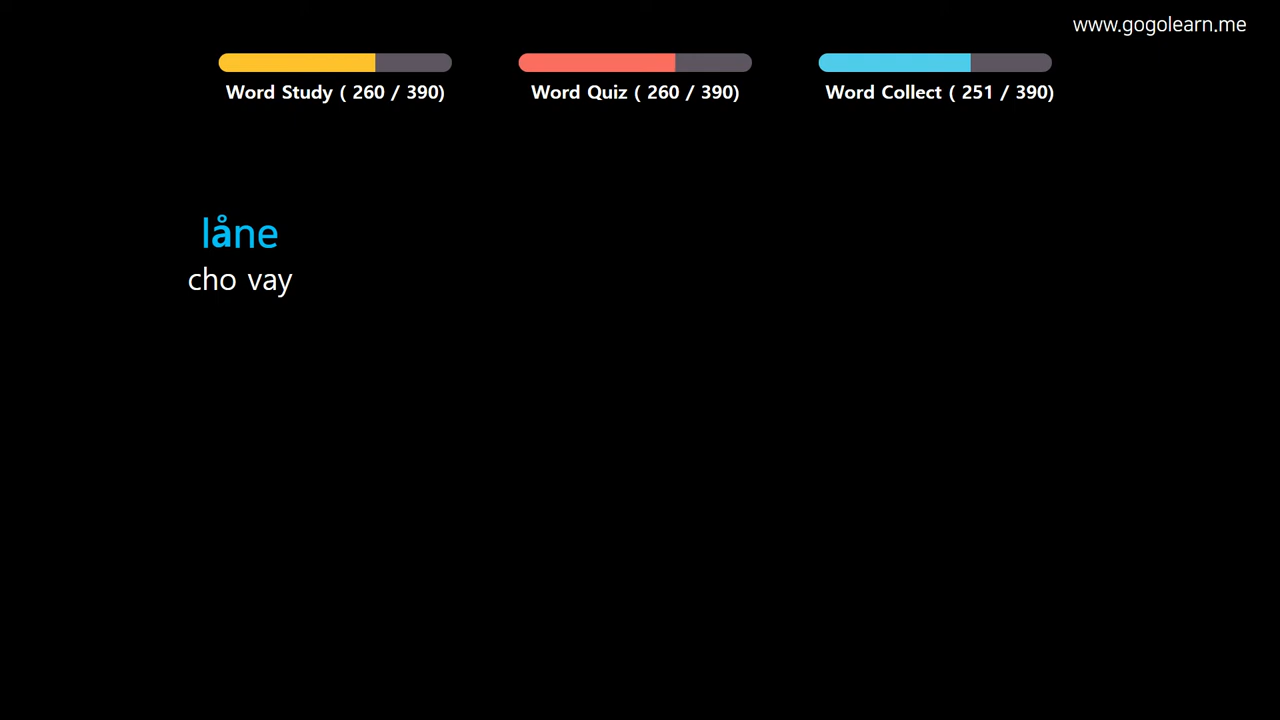 www.gogolearn.me
Word Study ( 260 / 390)
Word Quiz ( 260 / 390)
Word Collect ( 251 / 390)
låne
cho vay